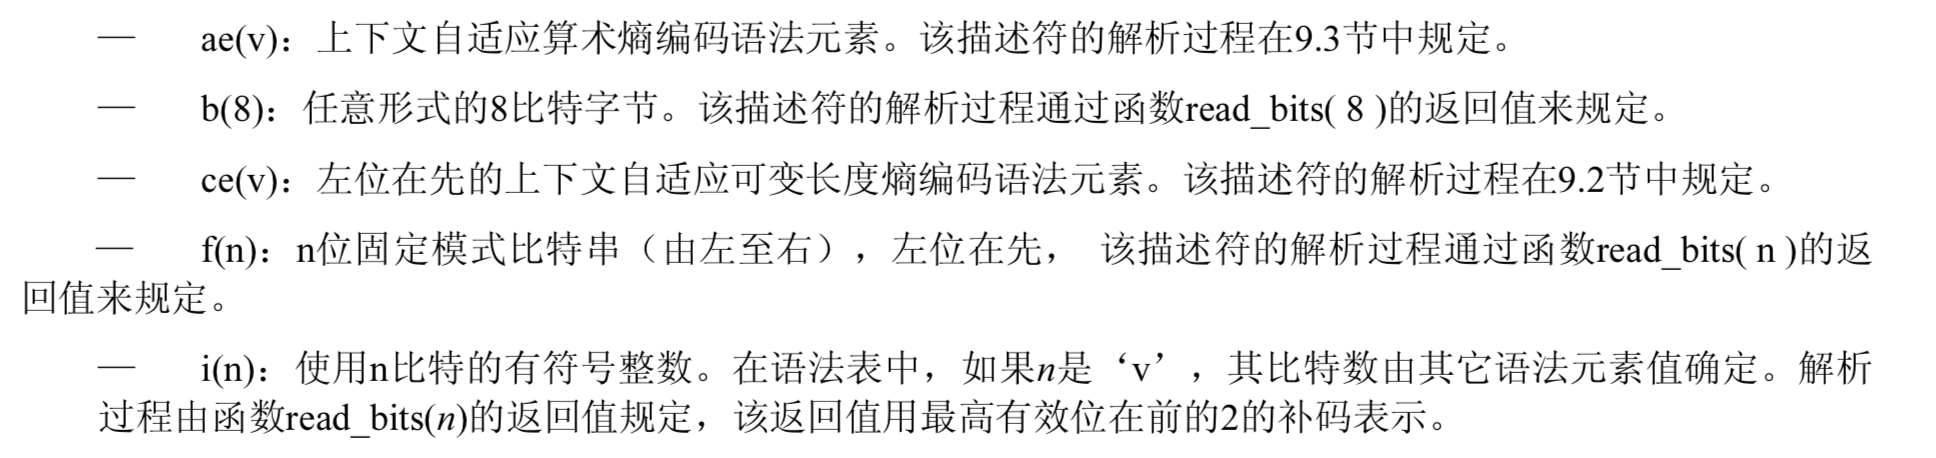 — ae(v)：上下文自适应算术熵编码语法元素。该描述符的解析过程在9.3节中规定。
— b(8)：任意形式的8比特字节。该描述符的解析过程通过函数read_bits( 8 )的返回值来规定。
— ce(v)：左位在先的上下文自适应可变长度熵编码语法元素。该描述符的解析过程在9.2节中规定。
— f(n)：n位固定模式比特串（由左至右），左位在先， 该描述符的解析过程通过函数read_bits( n )的返
回值来规定。
— i(n)：使用n比特的有符号整数。在语法表中，如果n是‘v’，其比特数由其它语法元素值确定。解析
过程由函数read_bits(n)的返回值规定，该返回值用最高有效位在前的2的补码表示。